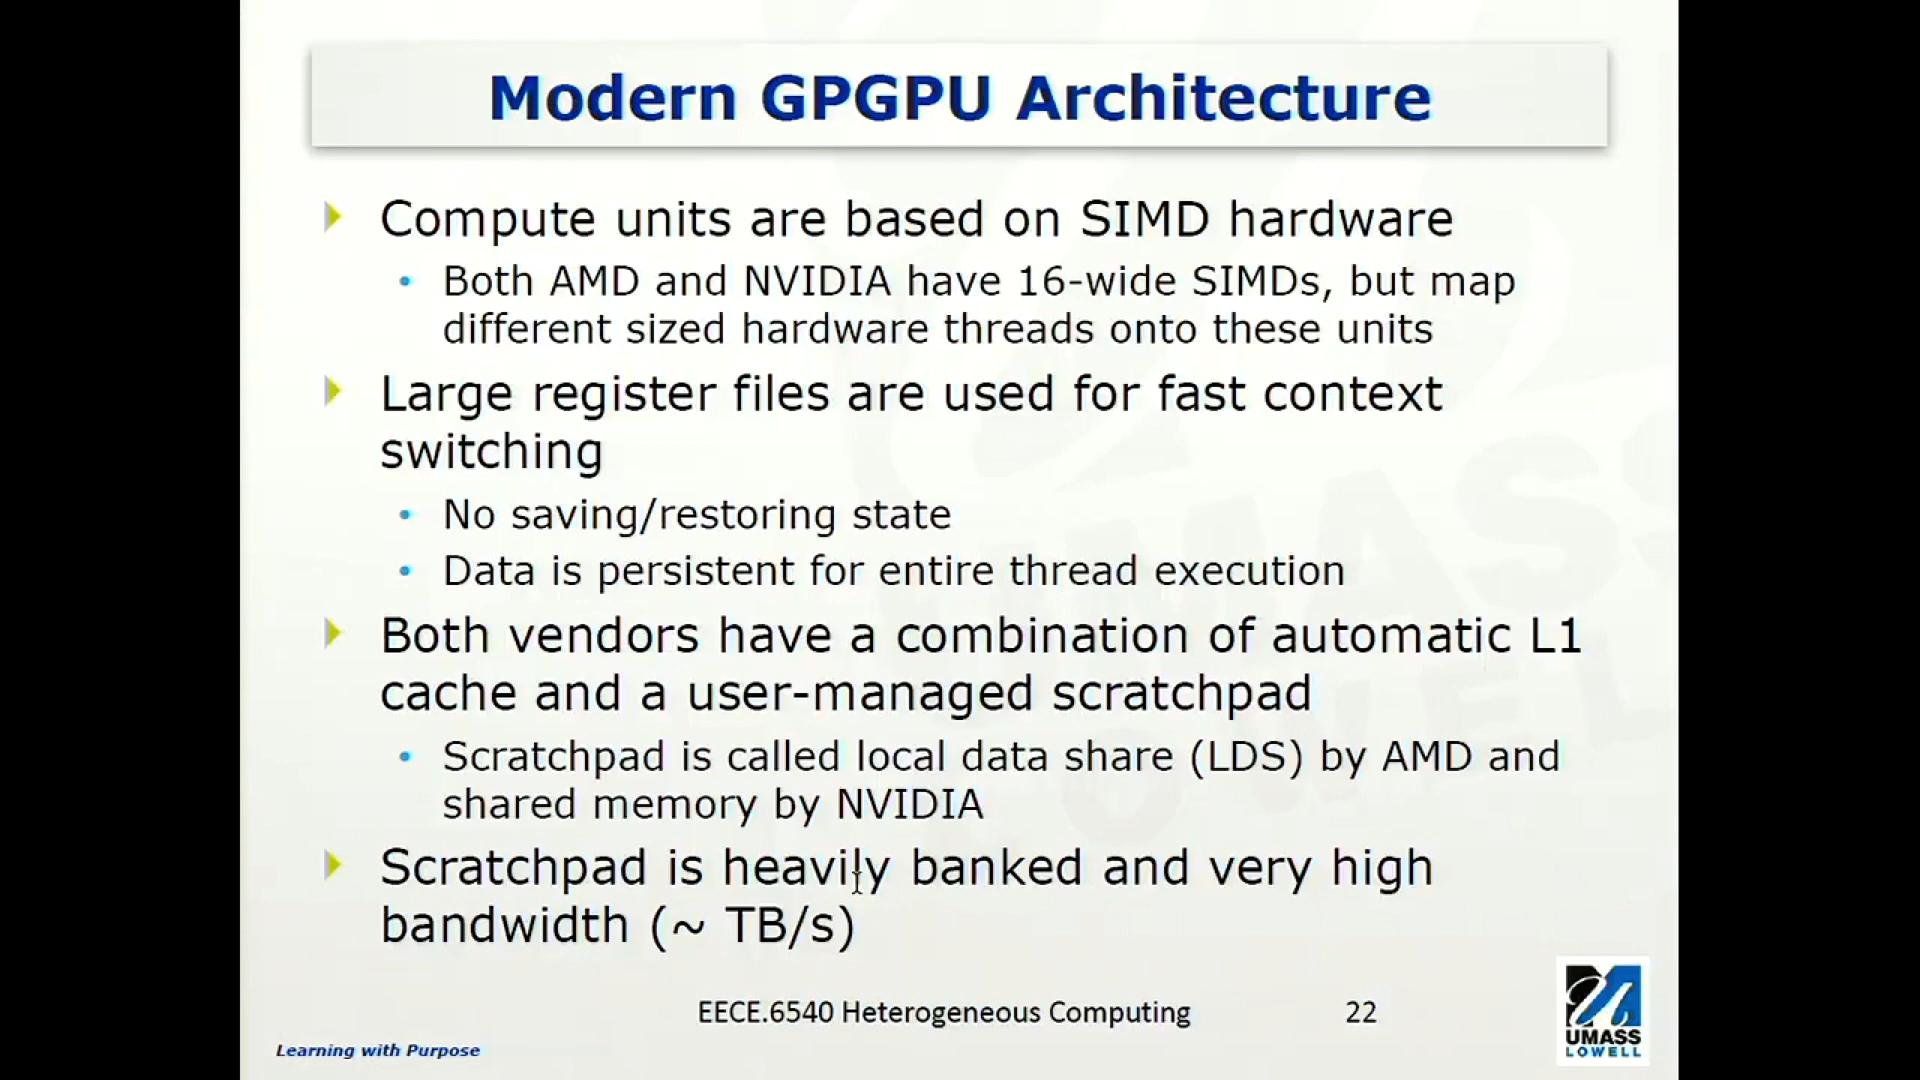 Modern GPGPU Architecture
Compute units are based on SIMD hardware
• Both AMD and NVIDIA have 16-wide SIMDs, but map
different sized hardware threads onto these units
Large register files are used for fast context
switching
• No saving/restoring state
• Data is persistent for entire thread execution
Both vendors have a combination of automatic L1
cache and a user-managed scratchpad
• Scratchpad is called local data share (LDS) by AMD and
shared memory by NVIDIA
Scratchpad is heavily banked and very high
bandwidth (~ TB/s)
EECE.6540 Heterogeneous Computing 22
Learning with Purpose
UMASS
LOWELL